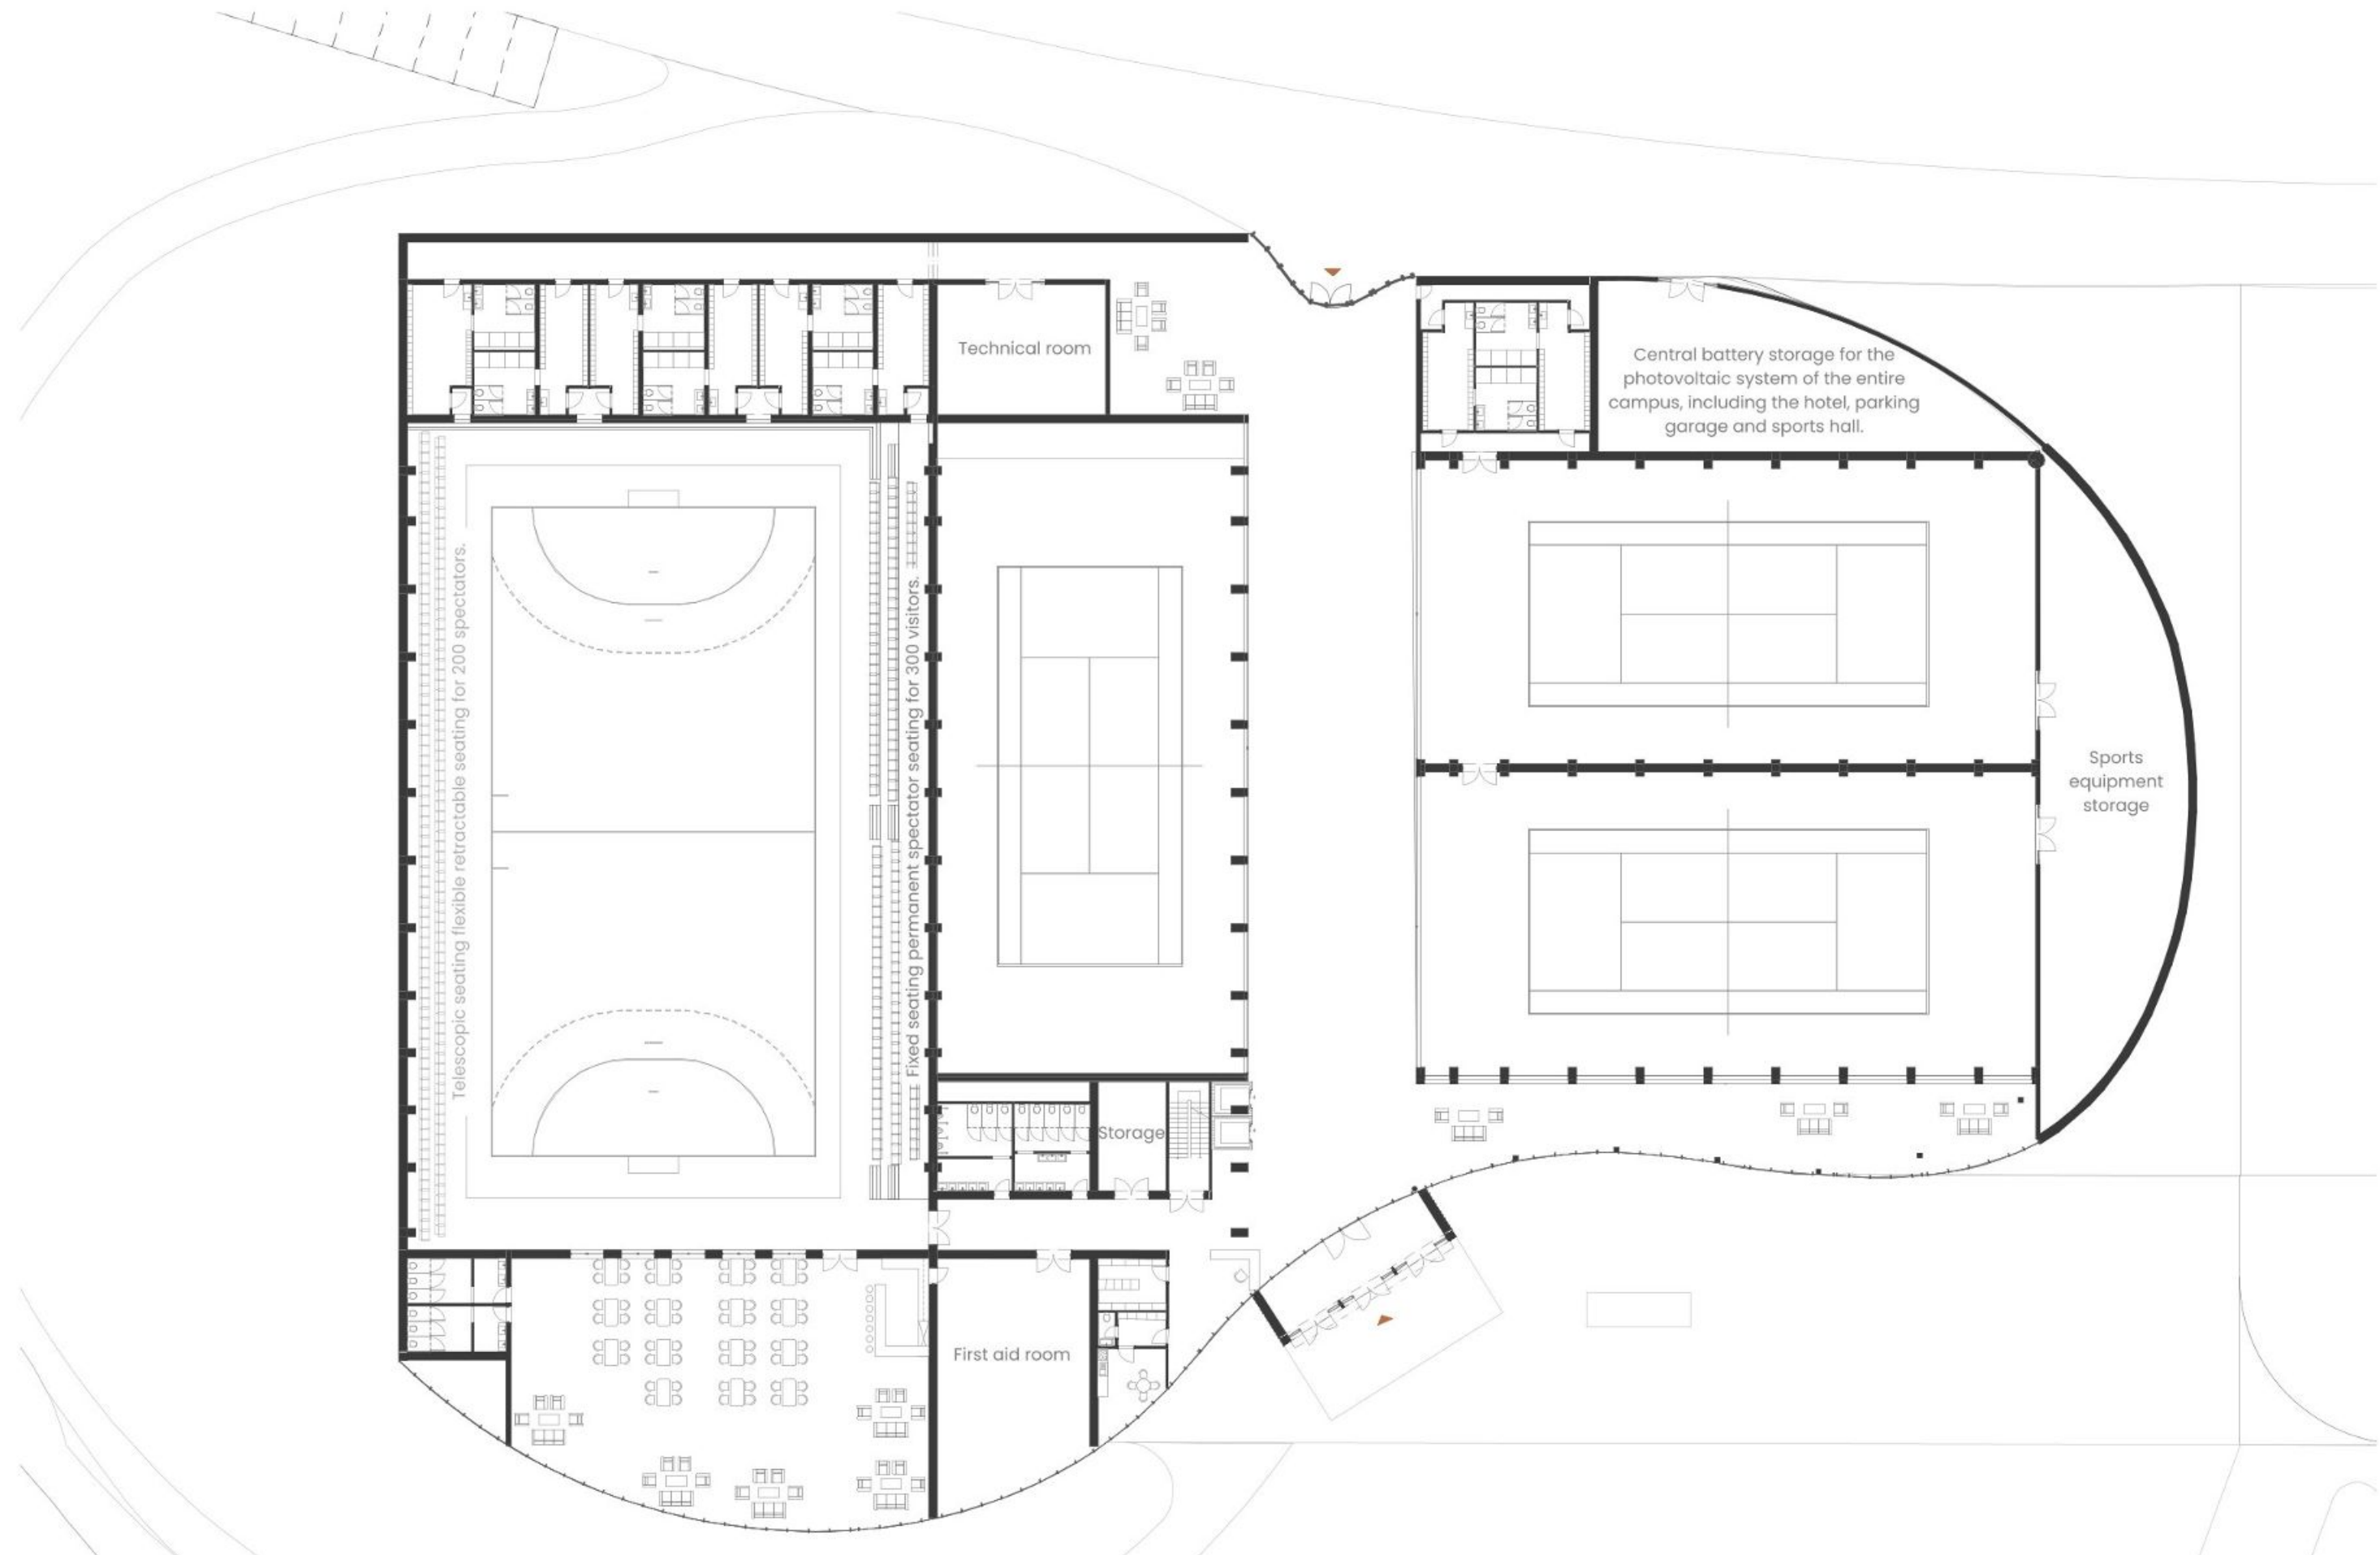 Technical room
Central battery storage for the
photovoltaic system of the entire
campus, including the hotel, parking
garage and sports hall.
Telescopic seating flexible retractable seating for 200 spectators.
Fixed seating permanent spectator seating for 300 visitors.
Sports
equipment
storage
Storage
First aid room